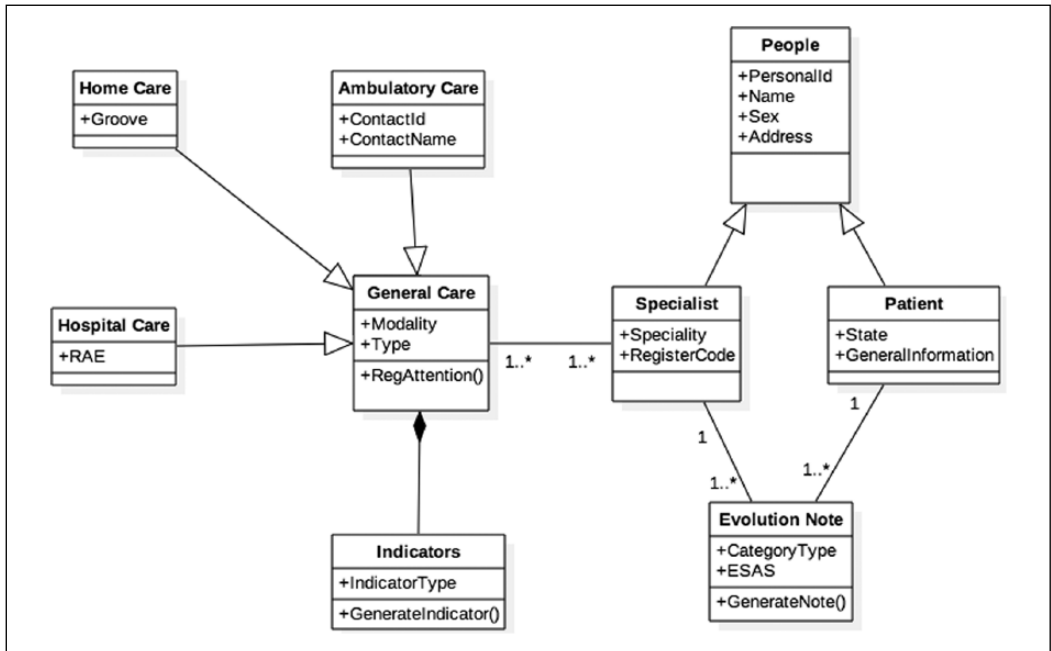 People
+PersonalId
+Name
+Sex
+Address
Home Care
+Groove
Ambulatory Care
+ContactId
+ContactName
General Care
+Modality
+Type
+RegAttention()
Hospital Care
+RAE
1..*
1..*
Specialist
+Speciality
+RegisterCode
Patient
+State
+GeneralInformation
1
1..*
1
1..*
Evolution Note
+CategoryType
+ESAS
+GenerateNote()
Indicators
+IndicatorType
+GenerateIndicator()